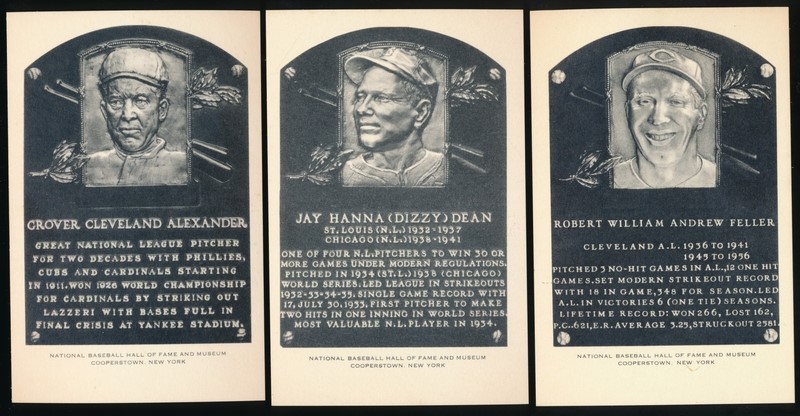 GROVER CLEVELAND ALEXANDER
GREAT NATIONAL LEAGUE PITCHER
FOR TWO DECADES WITH PHILLIES,
CUBS AND CARDINALS STARTING
IN 1911. WON 1926 WORLD CHAMPIONSHIP
FOR CARDINALS BY STRIKING OUT
LAZZERI WITH BASES FULL IN
FINAL CRISIS AT YANKEE STADIUM.
NATIONAL BASEBALL HALL OF FAME AND MUSEUM
COOPERSTOWN, NEW YORK
JAY HANNA (DIZZY) DEAN
ST. LOUIS (N.L.) 1932-1937
CHICAGO (N.L.) 1938-1941
ONE OF FOUR N.L. PITCHERS TO WIN 30 OR
MORE GAMES UNDER MODERN REGULATIONS.
PITCHED IN 1934 (ST.L.) 1938 (CHICAGO)
WORLD SERIES. LED LEAGUE IN STRIKEOUTS
1932-33-34-35. SINGLE GAME RECORD WITH
17, JULY 30, 1933. FIRST PITCHER TO MAKE
TWO HITS IN ONE INNING IN WORLD SERIES.
MOST VALUABLE N.L. PLAYER IN 1934.
NATIONAL BASEBALL HALL OF FAME AND MUSEUM
COOPERSTOWN, NEW YORK
C
ROBERT WILLIAM ANDREW FELLER
CLEVELAND A.L. 1936 TO 1941
1945 TO 1956
PITCHED 3 NO-HIT GAMES IN A.L., 12 ONE HIT
GAMES. SET MODERN STRIKEOUT RECORD
WITH 18 IN GAME, 348 FOR SEASON. LED
A.L. IN VICTORIES 6 (ONE TIE) SEASONS.
LIFETIME RECORD: WON 266, LOST 162,
P.C. .621, E.R. AVERAGE 3.25, STRUCK OUT 2581.
NATIONAL BASEBALL HALL OF FAME AND MUSEUM
COOPERSTOWN, NEW YORK